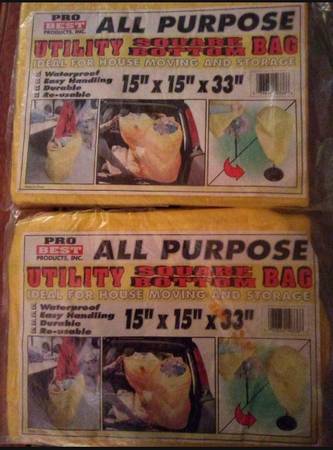 PRO
BEST
PRODUCTS, INC.
ALL PURPOSE
UTILITY SQUARE BOTTOM BAG
IDEAL FOR HOUSE MOVING AND STORAGE
Waterproof
Easy Handling
Durable
Re-usable
15" x 15" x 33"
PRO
BEST
PRODUCTS, INC.
ALL PURPOSE
UTILITY SQUARE BOTTOM BAG
IDEAL FOR HOUSE MOVING AND STORAGE
Waterproof
Easy Handling
Durable
Re-usable
15" x 15" x 33"